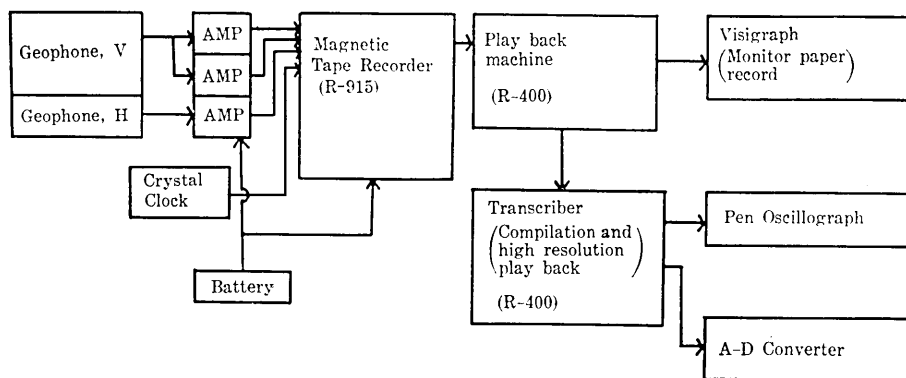 Geophone, V
Geophone, H
AMP
AMP
AMP
Crystal
Clock
Battery
Magnetic
Tape Recorder
(R-915)
Play back
machine
(R-400)
Visigraph
(Monitor paper
record)
Transcriber
(Compilation and
high resolution
play back)
(R-400)
Pen Oscillograph
A-D Converter